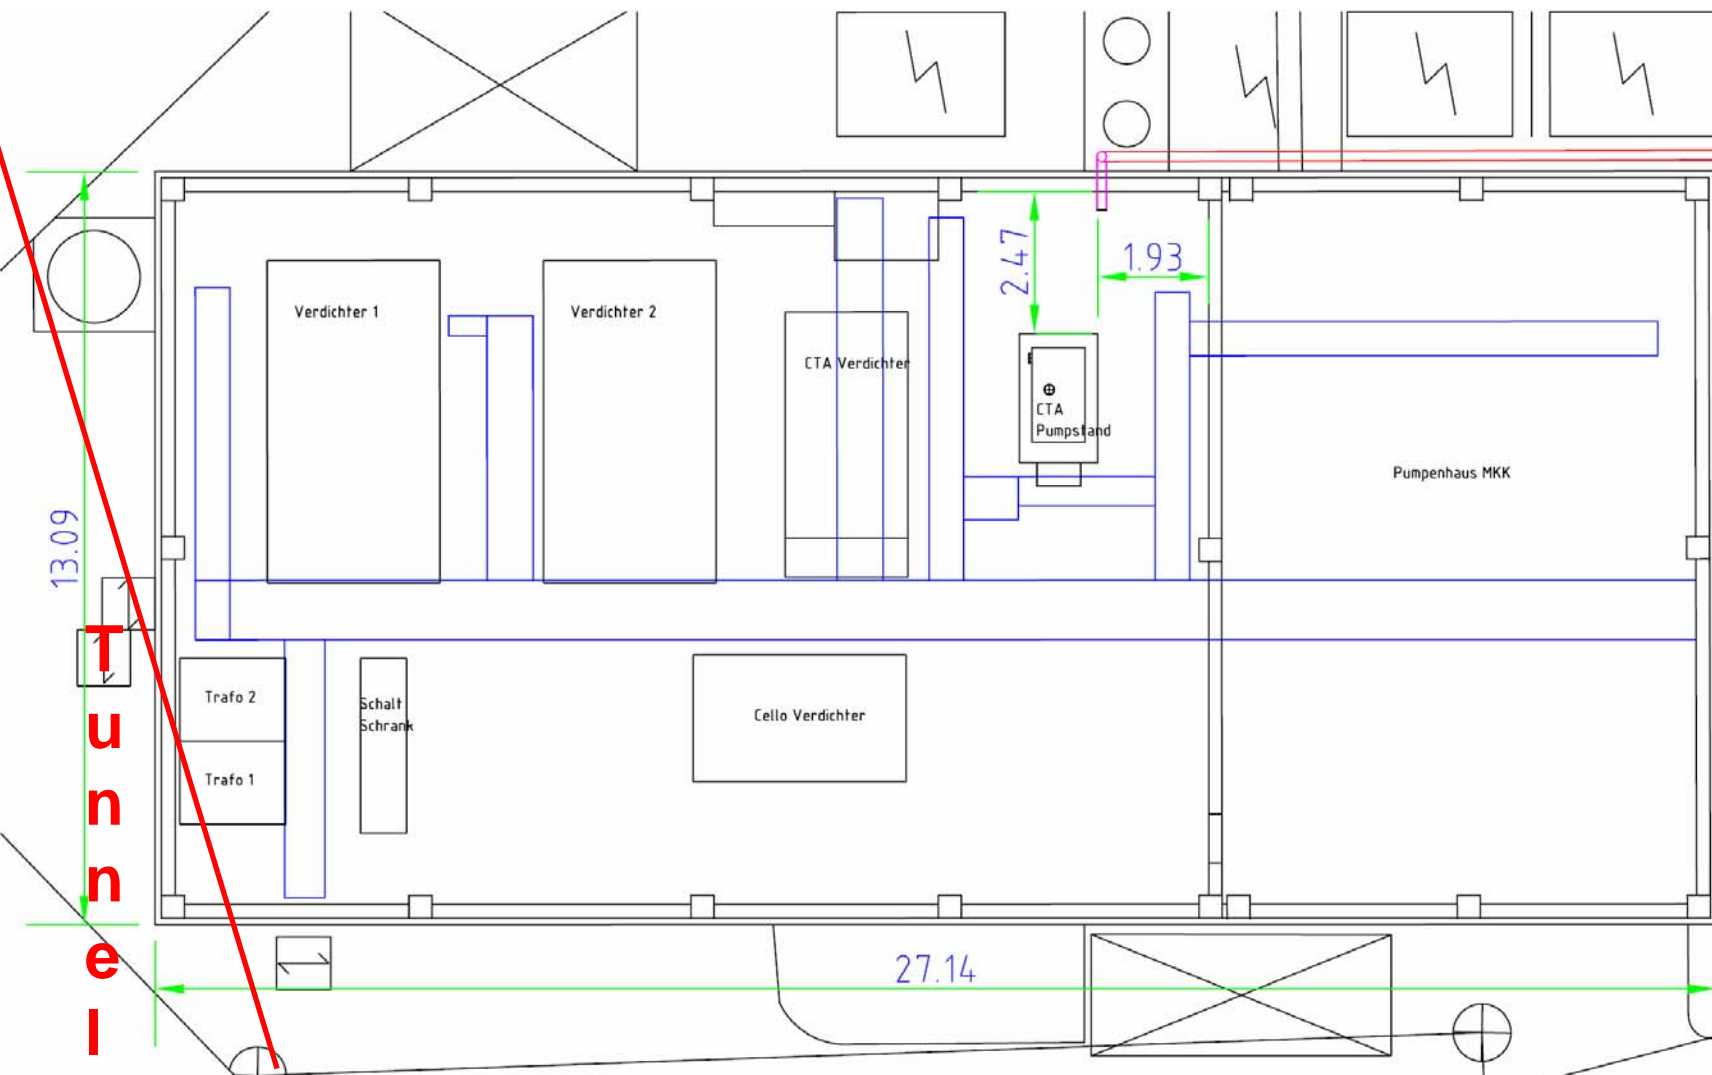 2.47
1.93
Verdichter 1
Verdichter 2
CTA Verdichter
CTA
Pumpstand
Pumpenhaus MKK
13.09
Tunnel
Trafo 2
Schalt
Schrank
Cello Verdichter
Trafo 1
27.14